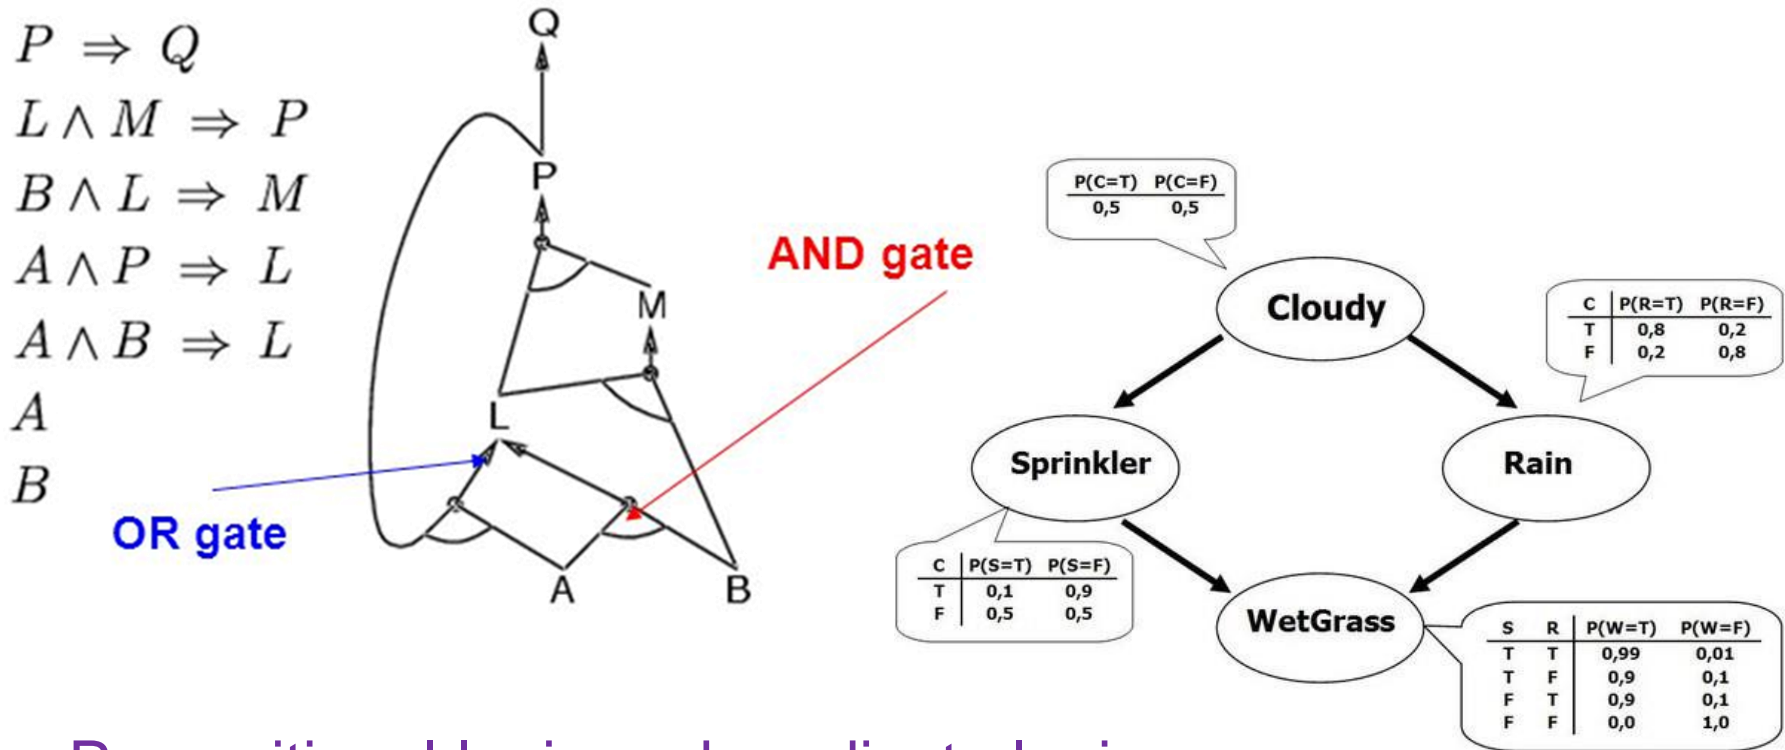 P ⇒ Q
L ∧ M ⇒ P
B ∧ L ⇒ M
A ∧ P ⇒ L
A ∧ B ⇒ L
A
B
Q
P
M
L
A
B
AND gate
OR gate
P(C=T) P(C=F)
0,5 0,5
Cloudy
C P(R=T) P(R=F)
T 0,8 0,2
F 0,2 0,8
Sprinkler
Rain
C P(S=T) P(S=F)
T 0,1 0,9
F 0,5 0,5
WetGrass
S R P(W=T) P(W=F)
T T 0,99 0,01
T F 0,9 0,1
F T 0,9 0,1
F F 0,0 1,0